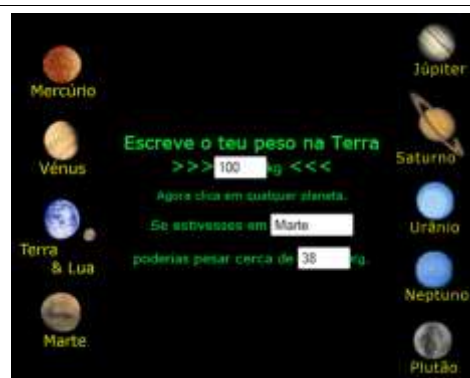 Mercúrio
Vénus
Terra
& Lua
Marte
Escreve o teu peso na Terra
>>> 100 kg <<<
Agora clica em qualquer planeta.
Se estivesses em Marte
poderias pesar cerca de 38 kg.
Júpiter
Saturno
Urânio
Neptuno
Plutão